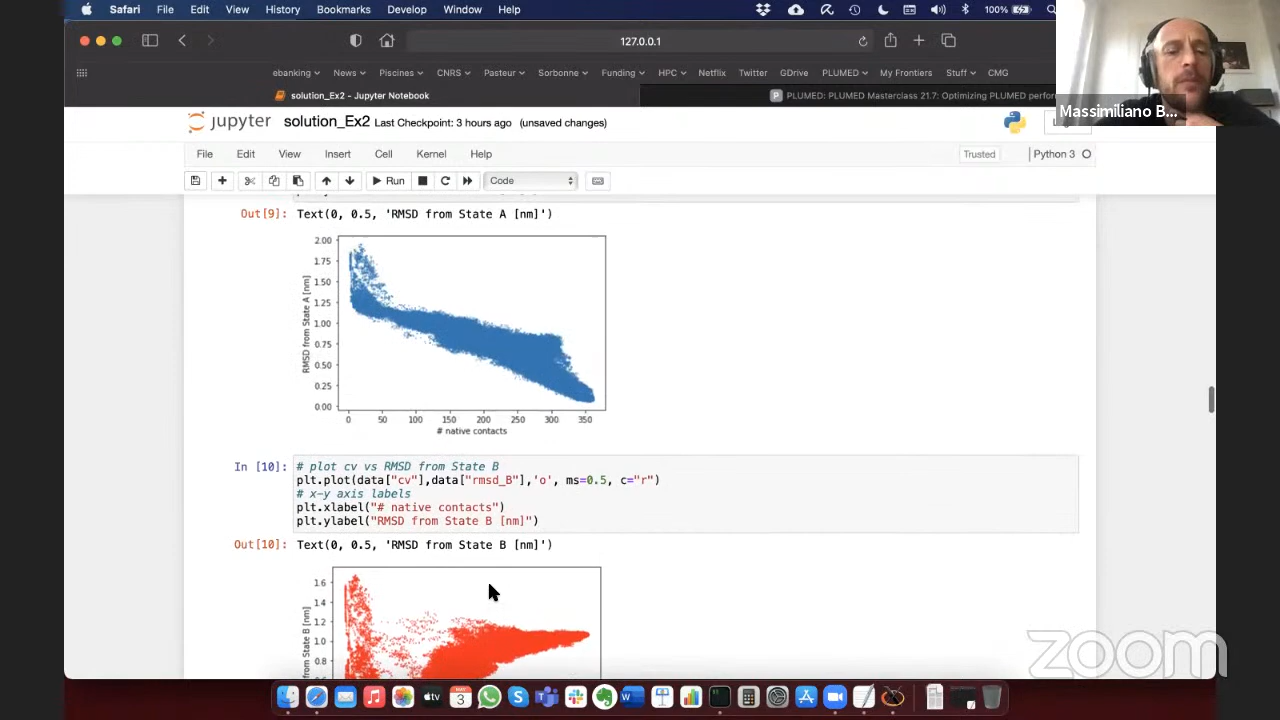 Safari File Edit View History Bookmarks Develop Window Help 100%
127.0.0.1
ebanking News Piscines CNRS Pasteur Sorbonne Funding HPC Netflix Twitter GDrive PLUMED My Frontiers Stuff CMG
solution_Ex2 - Jupyter Notebook
PLUMED: PLUMED Masterclass 21.7: Optimizing PLUMED perfor
Massimiliano B...
jupyter solution_Ex2 Last Checkpoint: 3 hours ago (unsaved changes)
File Edit View Insert Cell Kernel Help Trusted Python 3
Run Code
Out[9]: Text(0, 0.5, 'RMSD from State A [nm]')
2.00
1.75
1.50
1.25
1.00
0.75
0.50
0.25
0.00
RMSD from State A [nm]
0 50 100 150 200 250 300 350
# native contacts
In [10]: # plot cv vs RMSD from State B
plt.plot(data["cv"],data["rmsd_B"],'o', ms=0.5, c="r")
# x-y axis labels
plt.xlabel("# native contacts")
plt.ylabel("RMSD from State B [nm]")
Out[10]: Text(0, 0.5, 'RMSD from State B [nm]')
1.6
1.4
1.2
1.0
0.8
from State B [nm]
zoom
tv
MAY
3